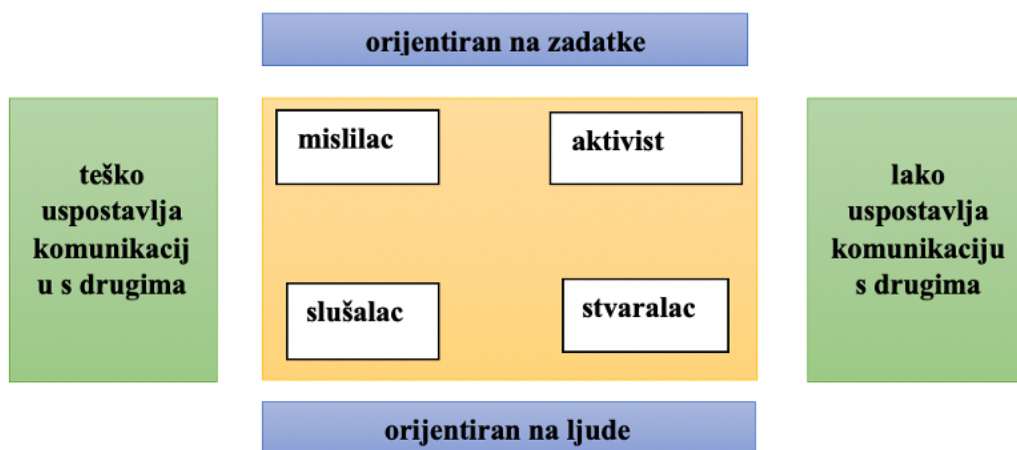 orijentiran na zadatke
mislilac
aktivist
teško
uspostavlja
komunikacij
u s drugima
lako
uspostavlja
komunikaciju
s drugima
slušalac
stvaralac
orijentiran na ljude